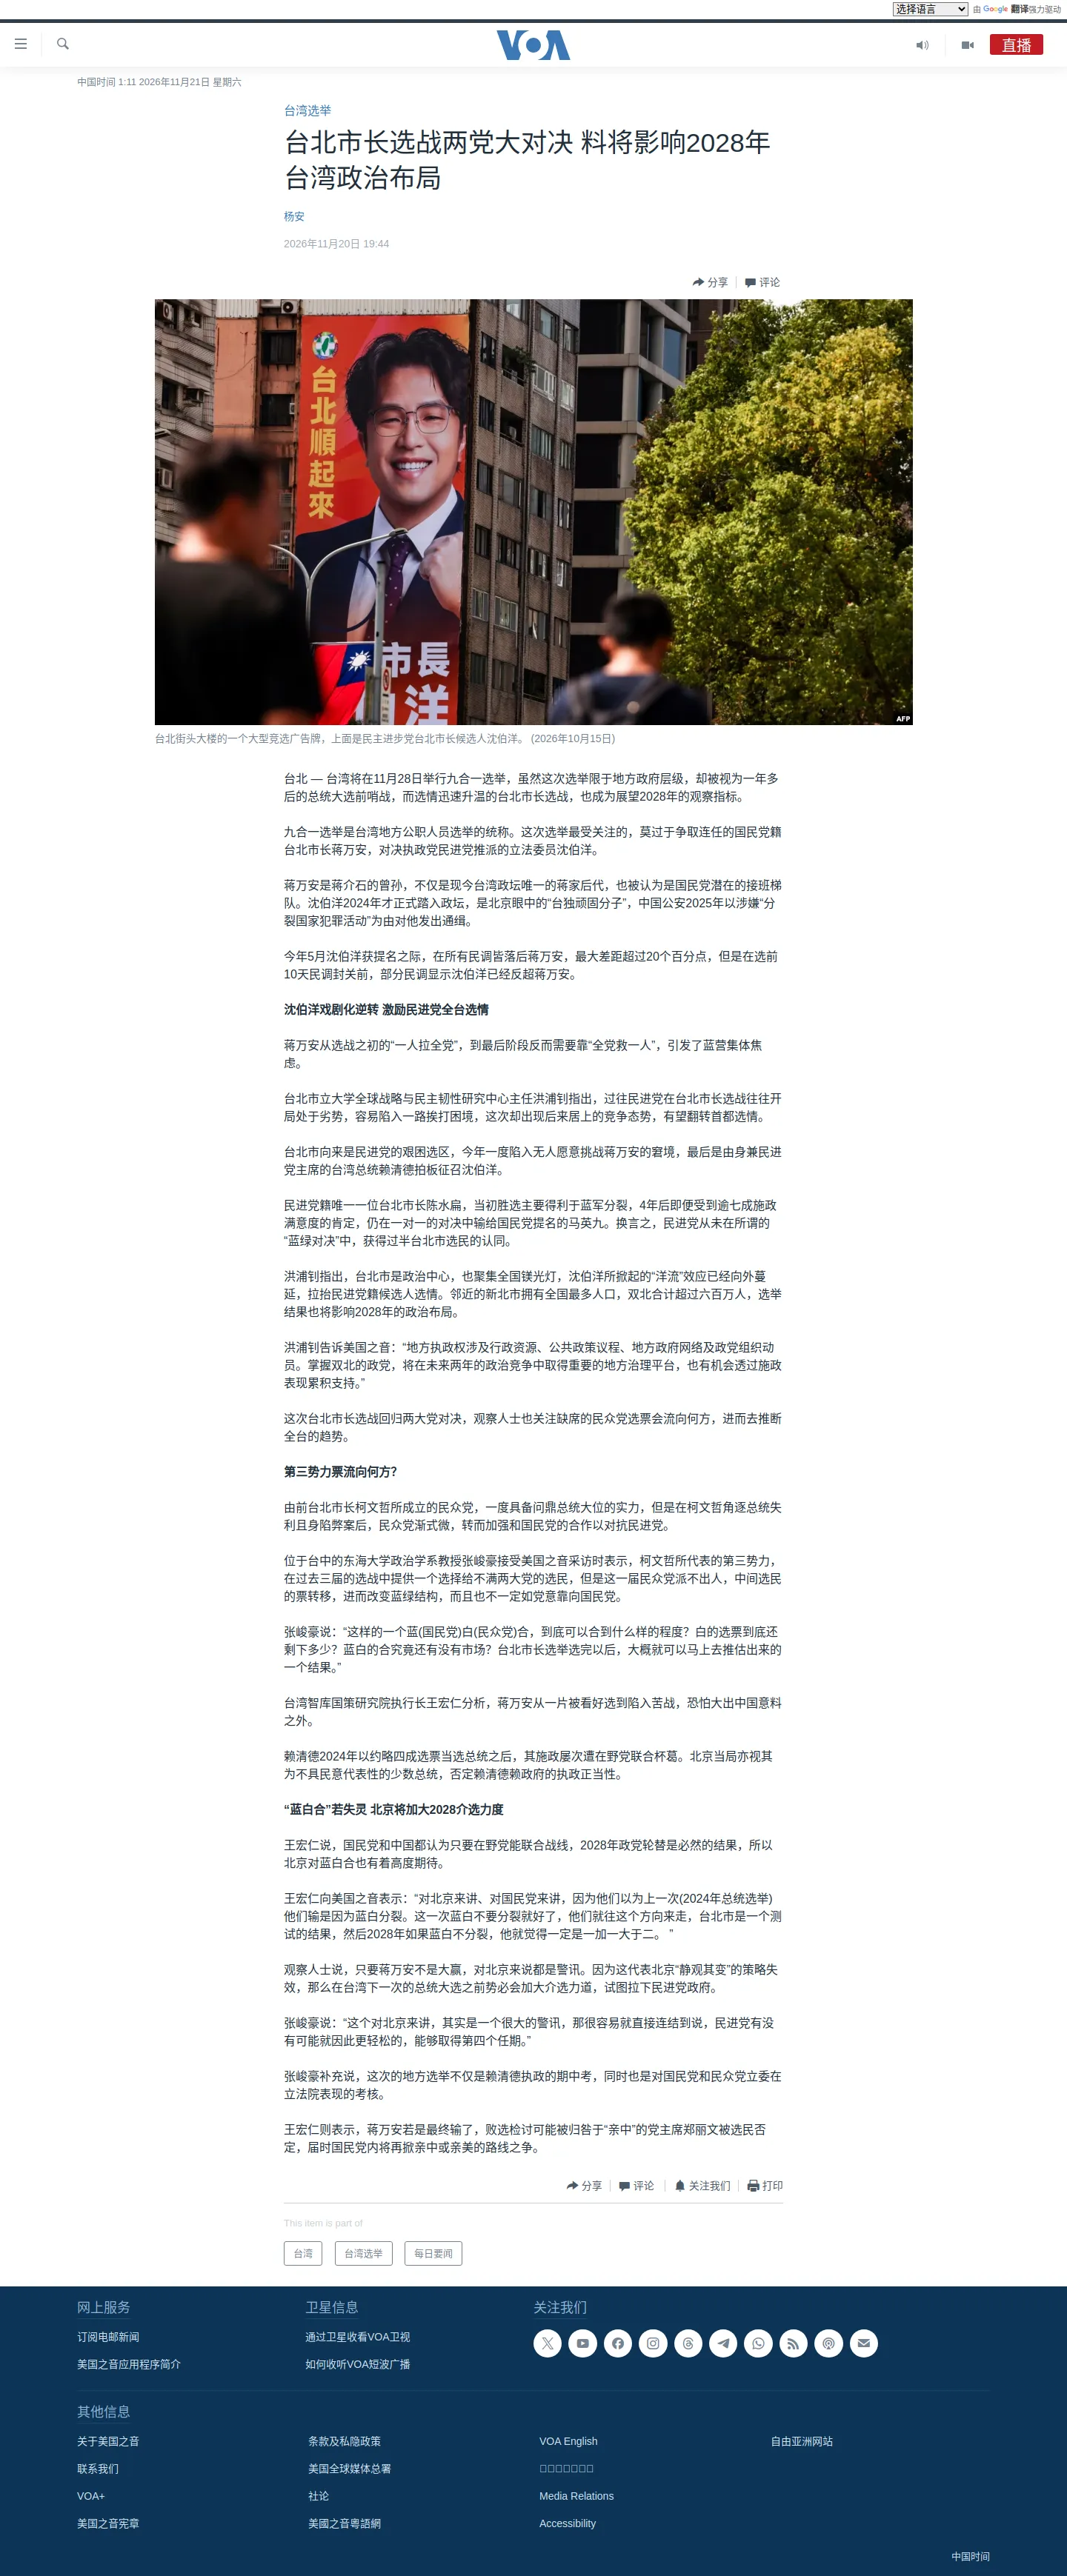 选择语言
由 Google 翻译强力驱动
VOA
直播
中国时间 1:11 2026年11月21日 星期六
台湾选举
台北市长选战两党大对决 料将影响2028年
台湾政治布局
杨安
2026年11月20日 19:44
分享
评论
台北順起來
市長
洋
AFP
台北街头大楼的一个大型竞选广告牌，上面是民主进步党台北市长候选人沈伯洋。 (2026年10月15日)
台北 — 台湾将在11月28日举行九合一选举，虽然这次选举限于地方政府层级，却被视为一年多
后的总统大选前哨战，而选情迅速升温的台北市长选战，也成为展望2028年的观察指标。
九合一选举是台湾地方公职人员选举的统称。这次选举最受关注的，莫过于争取连任的国民党籍
台北市长蒋万安，对决执政党民进党推派的立法委员沈伯洋。
蒋万安是蒋介石的曾孙，不仅是现今台湾政坛唯一的蒋家后代，也被认为是国民党潜在的接班梯
队。沈伯洋2024年才正式踏入政坛，是北京眼中的“台独顽固分子”，中国公安2025年以涉嫌“分
裂国家犯罪活动”为由对他发出通缉。
今年5月沈伯洋获提名之际，在所有民调皆落后蒋万安，最大差距超过20个百分点，但是在选前
10天民调封关前，部分民调显示沈伯洋已经反超蒋万安。
沈伯洋戏剧化逆转 激励民进党全台选情
蒋万安从选战之初的“一人拉全党”，到最后阶段反而需要靠“全党救一人”，引发了蓝营集体焦
虑。
台北市立大学全球战略与民主韧性研究中心主任洪浦钊指出，过往民进党在台北市长选战往往开
局处于劣势，容易陷入一路挨打困境，这次却出现后来居上的竞争态势，有望翻转首都选情。
台北市向来是民进党的艰困选区，今年一度陷入无人愿意挑战蒋万安的窘境，最后是由身兼民进
党主席的台湾总统赖清德拍板征召沈伯洋。
民进党籍唯一一位台北市长陈水扁，当初胜选主要得利于蓝军分裂，4年后即便受到逾七成施政
满意度的肯定，仍在一对一的对决中输给国民党提名的马英九。换言之，民进党从未在所谓的
“蓝绿对决”中，获得过半台北市选民的认同。
洪浦钊指出，台北市是政治中心，也聚集全国镁光灯，沈伯洋所掀起的“洋流”效应已经向外蔓
延，拉抬民进党籍候选人选情。邻近的新北市拥有全国最多人口，双北合计超过六百万人，选举
结果也将影响2028年的政治布局。
洪浦钊告诉美国之音：“地方执政权涉及行政资源、公共政策议程、地方政府网络及政党组织动
员。掌握双北的政党，将在未来两年的政治竞争中取得重要的地方治理平台，也有机会透过施政
表现累积支持。”
这次台北市长选战回归两大党对决，观察人士也关注缺席的民众党选票会流向何方，进而去推断
全台的趋势。
第三势力票流向何方？
由前台北市长柯文哲所成立的民众党，一度具备问鼎总统大位的实力，但是在柯文哲角逐总统失
利且身陷弊案后，民众党渐式微，转而加强和国民党的合作以对抗民进党。
位于台中的东海大学政治学系教授张峻豪接受美国之音采访时表示，柯文哲所代表的第三势力，
在过去三届的选战中提供一个选择给不满两大党的选民，但是这一届民众党派不出人，中间选民
的票转移，进而改变蓝绿结构，而且也不一定如党意靠向国民党。
张峻豪说：“这样的一个蓝(国民党)白(民众党)合，到底可以合到什么样的程度？白的选票到底还
剩下多少？蓝白的合究竟还有没有市场？台北市长选举选完以后，大概就可以马上去推估出来的
一个结果。”
台湾智库国策研究院执行长王宏仁分析，蒋万安从一片被看好选到陷入苦战，恐怕大出中国意料
之外。
赖清德2024年以约略四成选票当选总统之后，其施政屡次遭在野党联合杯葛。北京当局亦视其
为不具民意代表性的少数总统，否定赖清德赖政府的执政正当性。
“蓝白合”若失灵 北京将加大2028介选力度
王宏仁说，国民党和中国都认为只要在野党能联合战线，2028年政党轮替是必然的结果，所以
北京对蓝白合也有着高度期待。
王宏仁向美国之音表示：“对北京来讲、对国民党来讲，因为他们以为上一次(2024年总统选举)
他们输是因为蓝白分裂。这一次蓝白不要分裂就好了，他们就往这个方向来走，台北市是一个测
试的结果，然后2028年如果蓝白不分裂，他就觉得一定是一加一大于二。 ”
观察人士说，只要蒋万安不是大赢，对北京来说都是警讯。因为这代表北京“静观其变”的策略失
效，那么在台湾下一次的总统大选之前势必会加大介选力道，试图拉下民进党政府。
张峻豪说：“这个对北京来讲，其实是一个很大的警讯，那很容易就直接连结到说，民进党有没
有可能就因此更轻松的，能够取得第四个任期。”
张峻豪补充说，这次的地方选举不仅是赖清德执政的期中考，同时也是对国民党和民众党立委在
立法院表现的考核。
王宏仁则表示，蒋万安若是最终输了，败选检讨可能被归咎于“亲中”的党主席郑丽文被选民否
定，届时国民党内将再掀亲中或亲美的路线之争。
分享
评论
关注我们
打印
This item is part of
台湾
台湾选举
每日要闻
网上服务
卫星信息
关注我们
订阅电邮新闻
通过卫星收看VOA卫视
美国之音应用程序简介
如何收听VOA短波广播
其他信息
关于美国之音
条款及私隐政策
VOA English
自由亚洲网站
联系我们
美国全球媒体总署
VOA+
社论
Media Relations
美国之音宪章
美國之音粵語網
Accessibility
中国时间